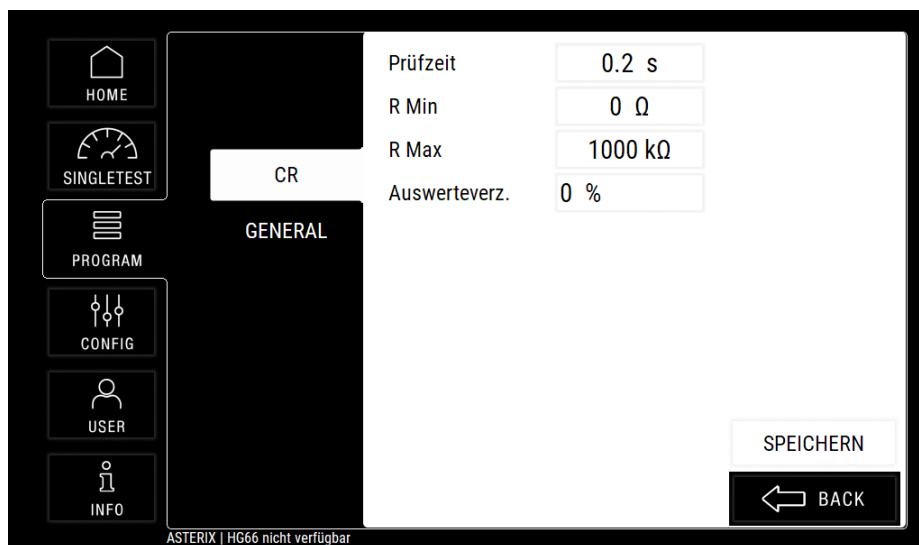 HOME
SINGLETEST
PROGRAM
CONFIG
USER
INFO
CR
GENERAL
Prüfzeit 0.2 s
R Min 0 Ω
R Max 1000 kΩ
Auswerteverz. 0 %
SPEICHERN
BACK
ASTERIX | HG66 nicht verfügbar